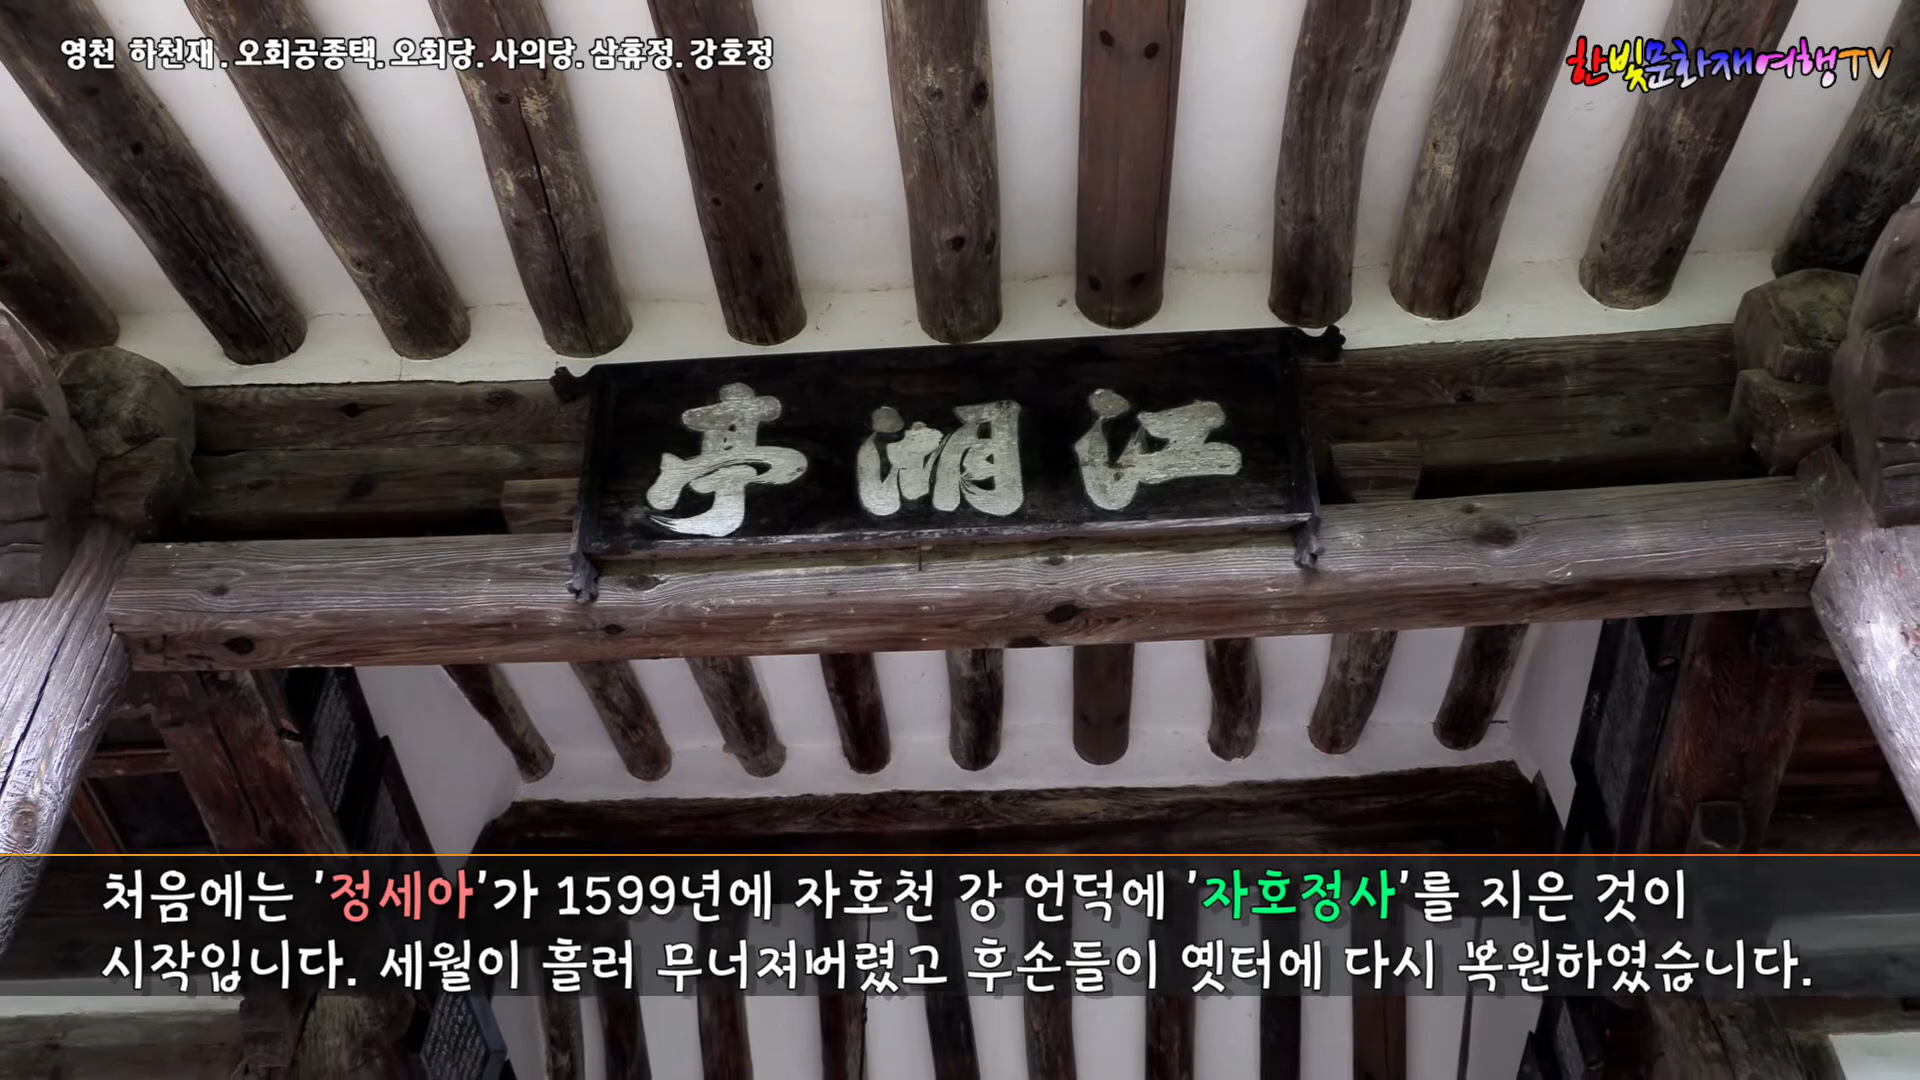 영천 하천재. 오회공종택. 오회당. 사의당. 삼휴정. 강호정
한빛문화재여행TV
亭湖江
처음에는 '정세아'가 1599년에 자호천 강 언덕에 '자호정사'를 지은 것이
시작입니다. 세월이 흘러 무너져버렸고 후손들이 옛터에 다시 복원하였습니다.